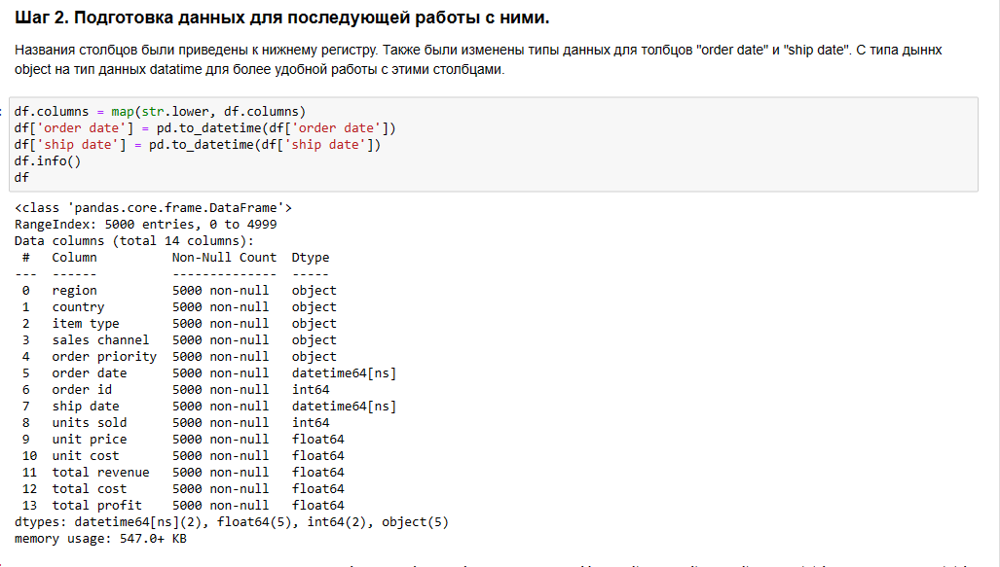 Шаг 2. Подготовка данных для последующей работы с ними.
Названия столбцов были приведены к нижнему регистру. Также были изменены типы данных для толбцов "order date" и "ship date". С типа дыннх
object на тип данных datatime для более удобной работы с этими столбцами.
df.columns = map(str.lower, df.columns)
df['order date'] = pd.to_datetime(df['order date'])
df['ship date'] = pd.to_datetime(df['ship date'])
df.info()
df
<class 'pandas.core.frame.DataFrame'>
RangeIndex: 5000 entries, 0 to 4999
Data columns (total 14 columns):
 #   Column          Non-Null Count  Dtype
---  ------          --------------  -----
 0   region          5000 non-null   object
 1   country         5000 non-null   object
 2   item type       5000 non-null   object
 3   sales channel   5000 non-null   object
 4   order priority  5000 non-null   object
 5   order date      5000 non-null   datetime64[ns]
 6   order id        5000 non-null   int64
 7   ship date       5000 non-null   datetime64[ns]
 8   units sold      5000 non-null   int64
 9   unit price      5000 non-null   float64
 10  unit cost       5000 non-null   float64
 11  total revenue   5000 non-null   float64
 12  total cost      5000 non-null   float64
 13  total profit    5000 non-null   float64
dtypes: datetime64[ns](2), float64(5), int64(2), object(5)
memory usage: 547.0+ KB